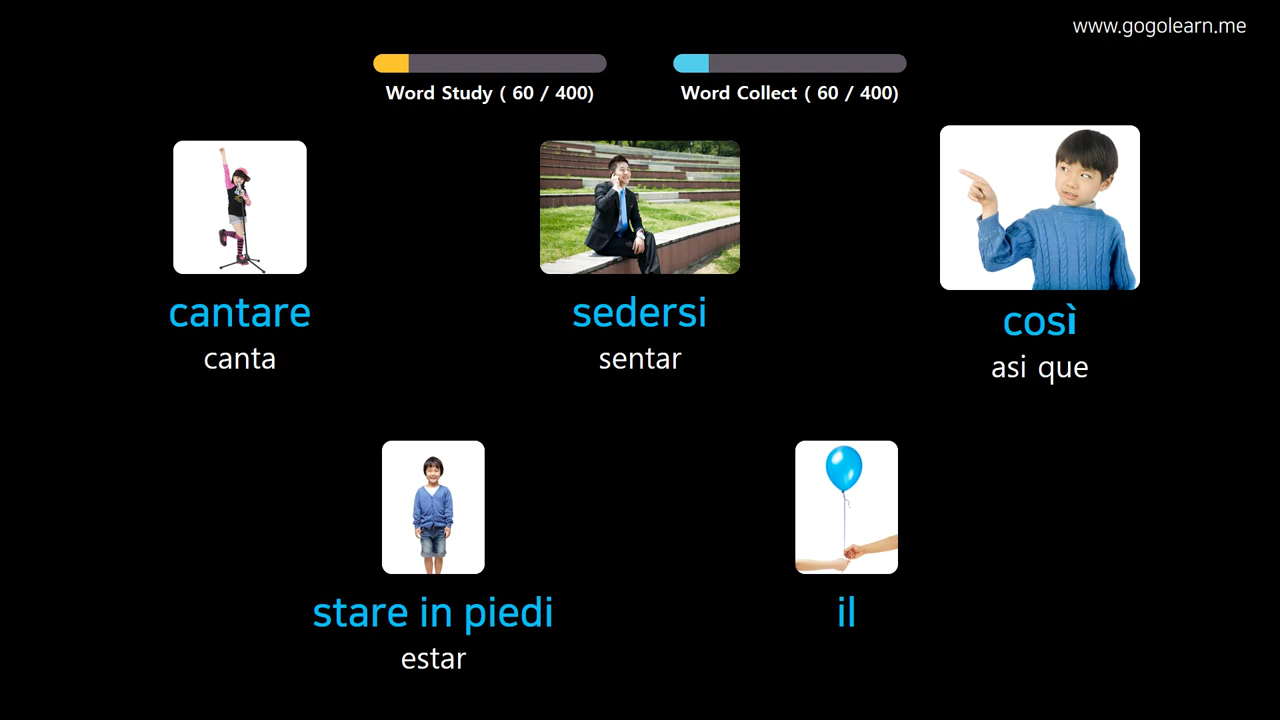 www.gogolearn.me
Word Study ( 60 / 400)
Word Collect ( 60 / 400)
cantare
canta
sedersi
sentar
così
asi que
stare in piedi
estar
il